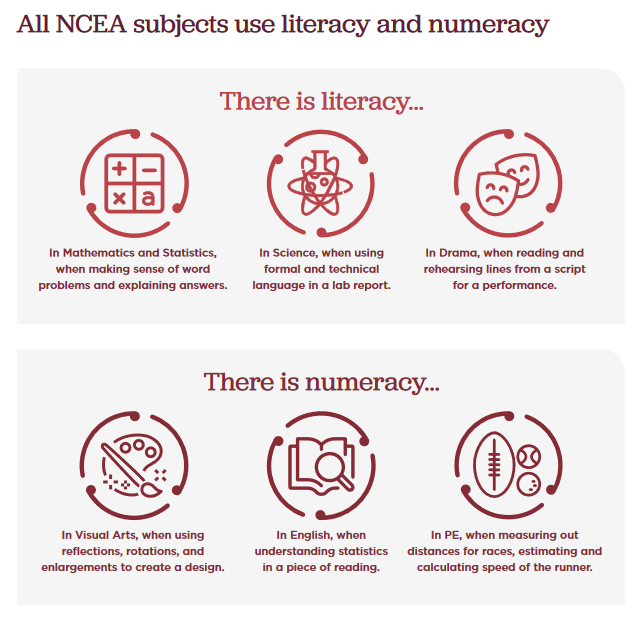 All NCEA subjects use literacy and numeracy
There is literacy...
+ −
× a
In Mathematics and Statistics,
when making sense of word
problems and explaining answers.
In Science, when using
formal and technical
language in a lab report.
In Drama, when reading and
rehearsing lines from a script
for a performance.
There is numeracy...
In Visual Arts, when using
reflections, rotations, and
enlargements to create a design.
In English, when
understanding statistics
in a piece of reading.
In PE, when measuring out
distances for races, estimating and
calculating speed of the runner.